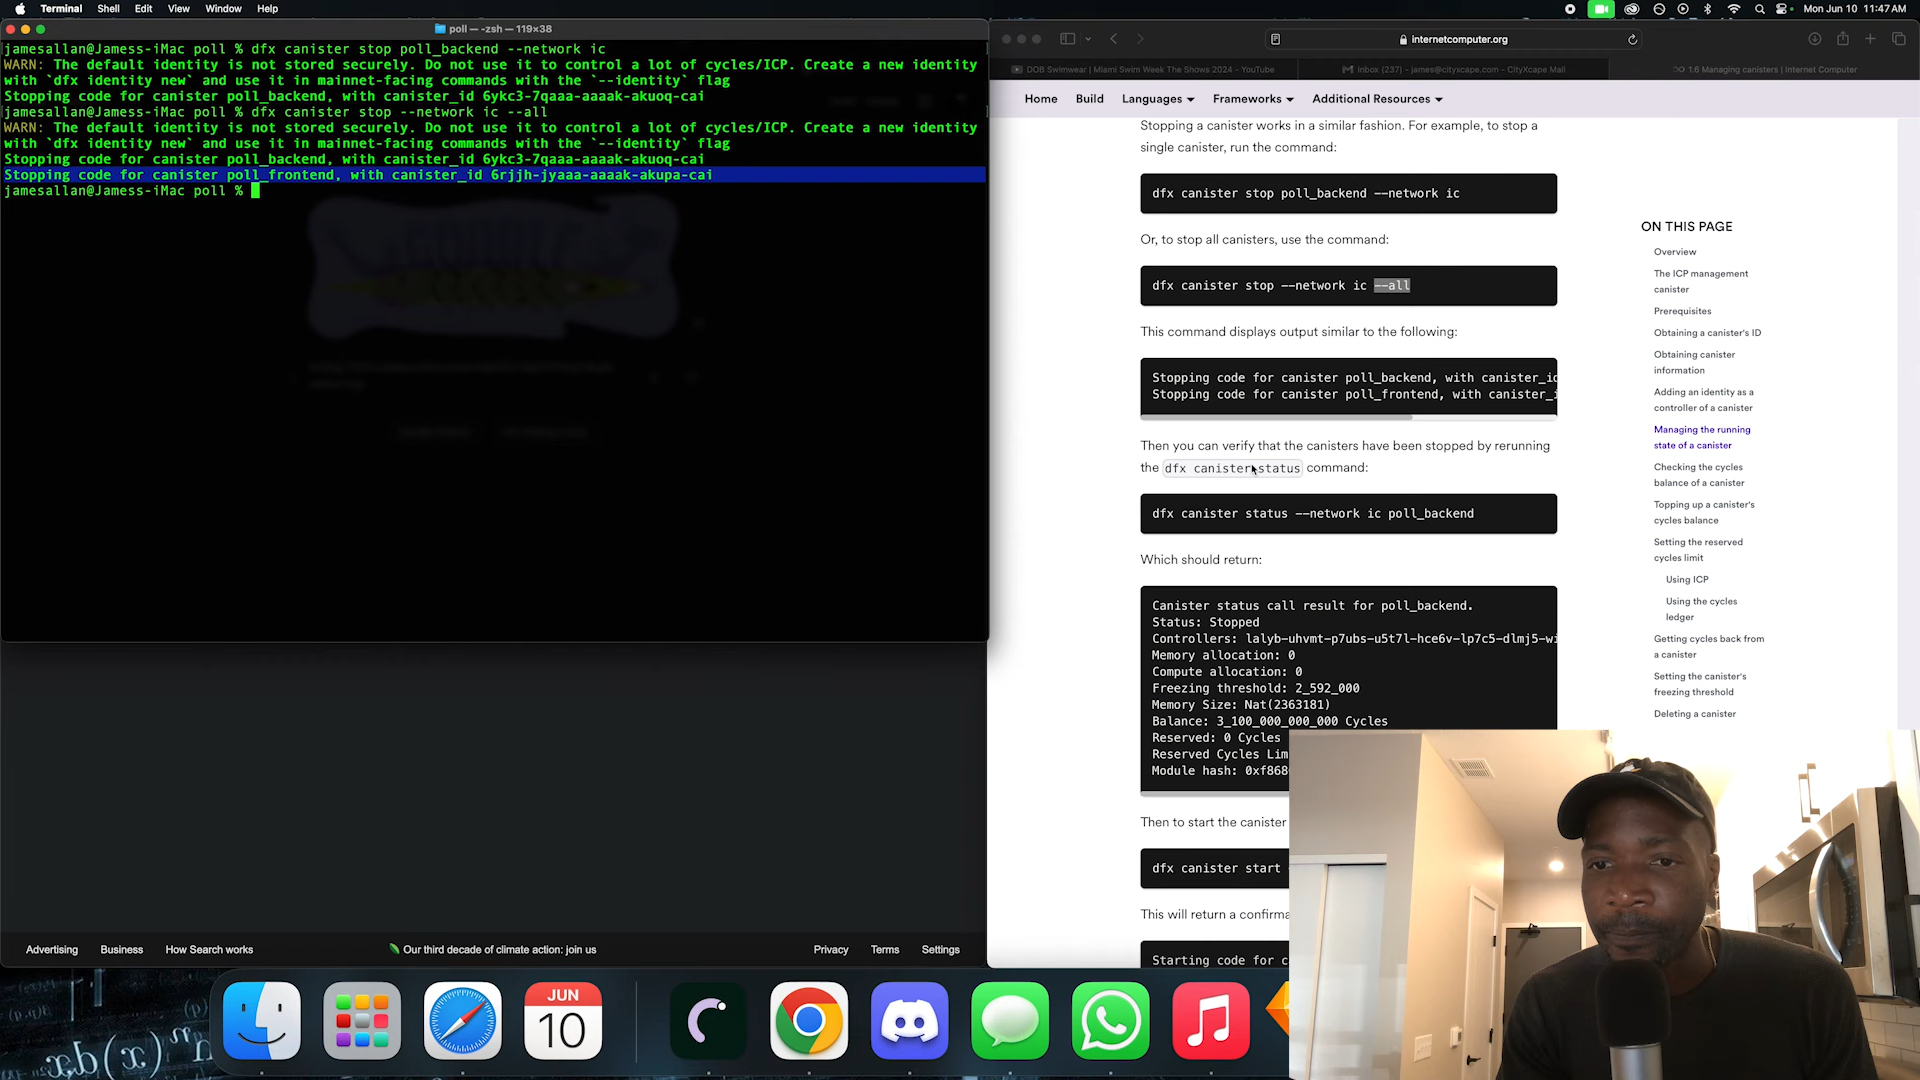 Terminal Shell Edit View Window Help
Mon Jun 10 11:47 AM
poll — -zsh — 119×38
jamesallan@Jamess-iMac poll % dfx canister stop poll_backend --network ic
WARN: The default identity is not stored securely. Do not use it to control a lot of cycles/ICP. Create a new identity
with `dfx identity new` and use it in mainnet-facing commands with the `--identity` flag
Stopping code for canister poll_backend, with canister_id 6ykc3-7qaaa-aaaak-akuoq-cai
jamesallan@Jamess-iMac poll % dfx canister stop --network ic --all
WARN: The default identity is not stored securely. Do not use it to control a lot of cycles/ICP. Create a new identity
with `dfx identity new` and use it in mainnet-facing commands with the `--identity` flag
Stopping code for canister poll_backend, with canister_id 6ykc3-7qaaa-aaaak-akuoq-cai
Stopping code for canister poll_frontend, with canister_id 6rjjh-jyaaa-aaaak-akupa-cai
jamesallan@Jamess-iMac poll %
Advertising Business How Search works
Our third decade of climate action: join us
Privacy Terms Settings
internetcomputer.org
DOB Swimwear | Miami Swim Week The Shows 2024 - YouTube
Inbox (237) - james@cityxcape.com - CityXcape Mail
1.6 Managing canisters | Internet Computer
Home Build Languages Frameworks Additional Resources
Stopping a canister works in a similar fashion. For example, to stop a
single canister, run the command:
dfx canister stop poll_backend --network ic
Or, to stop all canisters, use the command:
dfx canister stop --network ic --all
This command displays output similar to the following:
Stopping code for canister poll_backend, with canister_id
Stopping code for canister poll_frontend, with canister_i
Then you can verify that the canisters have been stopped by rerunning
the dfx canister status command:
dfx canister status --network ic poll_backend
Which should return:
Canister status call result for poll_backend.
Status: Stopped
Controllers: lalyb-uhvmt-p7ubs-u5t7l-hce6v-lp7c5-dlmj5-wi
Memory allocation: 0
Compute allocation: 0
Freezing threshold: 2_592_000
Memory Size: Nat(2363181)
Balance: 3_100_000_000_000 Cycles
Reserved: 0 Cycles
Reserved Cycles Lim
Module hash: 0xf868
Then to start the canister
dfx canister start
This will return a confirma
Starting code for c
ON THIS PAGE
Overview
The ICP management
canister
Prerequisites
Obtaining a canister's ID
Obtaining canister
information
Adding an identity as a
controller of a canister
Managing the running
state of a canister
Checking the cycles
balance of a canister
Topping up a canister's
cycles balance
Setting the reserved
cycles limit
Using ICP
Using the cycles
ledger
Getting cycles back from
a canister
Setting the canister's
freezing threshold
Deleting a canister
JUN
10